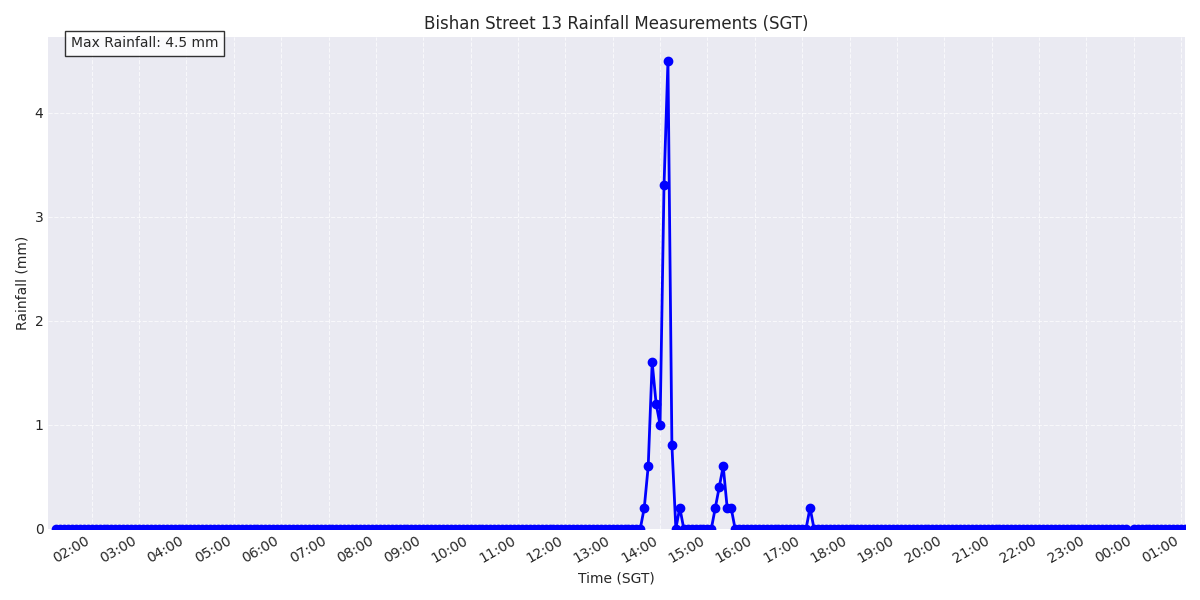 Bishan Street 13 Rainfall Measurements (SGT)
Max Rainfall: 4.5 mm
4
3
2
1
0
Rainfall (mm)
02:00 03:00 04:00 05:00 06:00 07:00 08:00 09:00 10:00 11:00 12:00 13:00 14:00 15:00 16:00 17:00 18:00 19:00 20:00 21:00 22:00 23:00 00:00 01:00
Time (SGT)